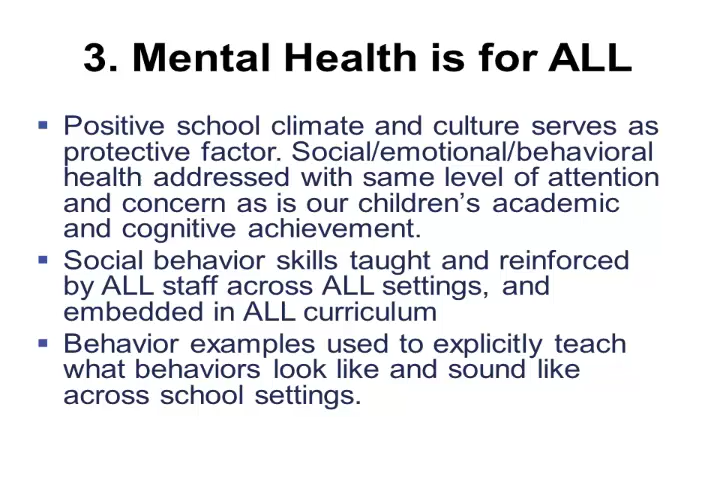 3. Mental Health is for ALL
▪ Positive school climate and culture serves as
protective factor. Social/emotional/behavioral
health addressed with same level of attention
and concern as is our children’s academic
and cognitive achievement.
▪ Social behavior skills taught and reinforced
by ALL staff across ALL settings, and
embedded in ALL curriculum
▪ Behavior examples used to explicitly teach
what behaviors look like and sound like
across school settings.